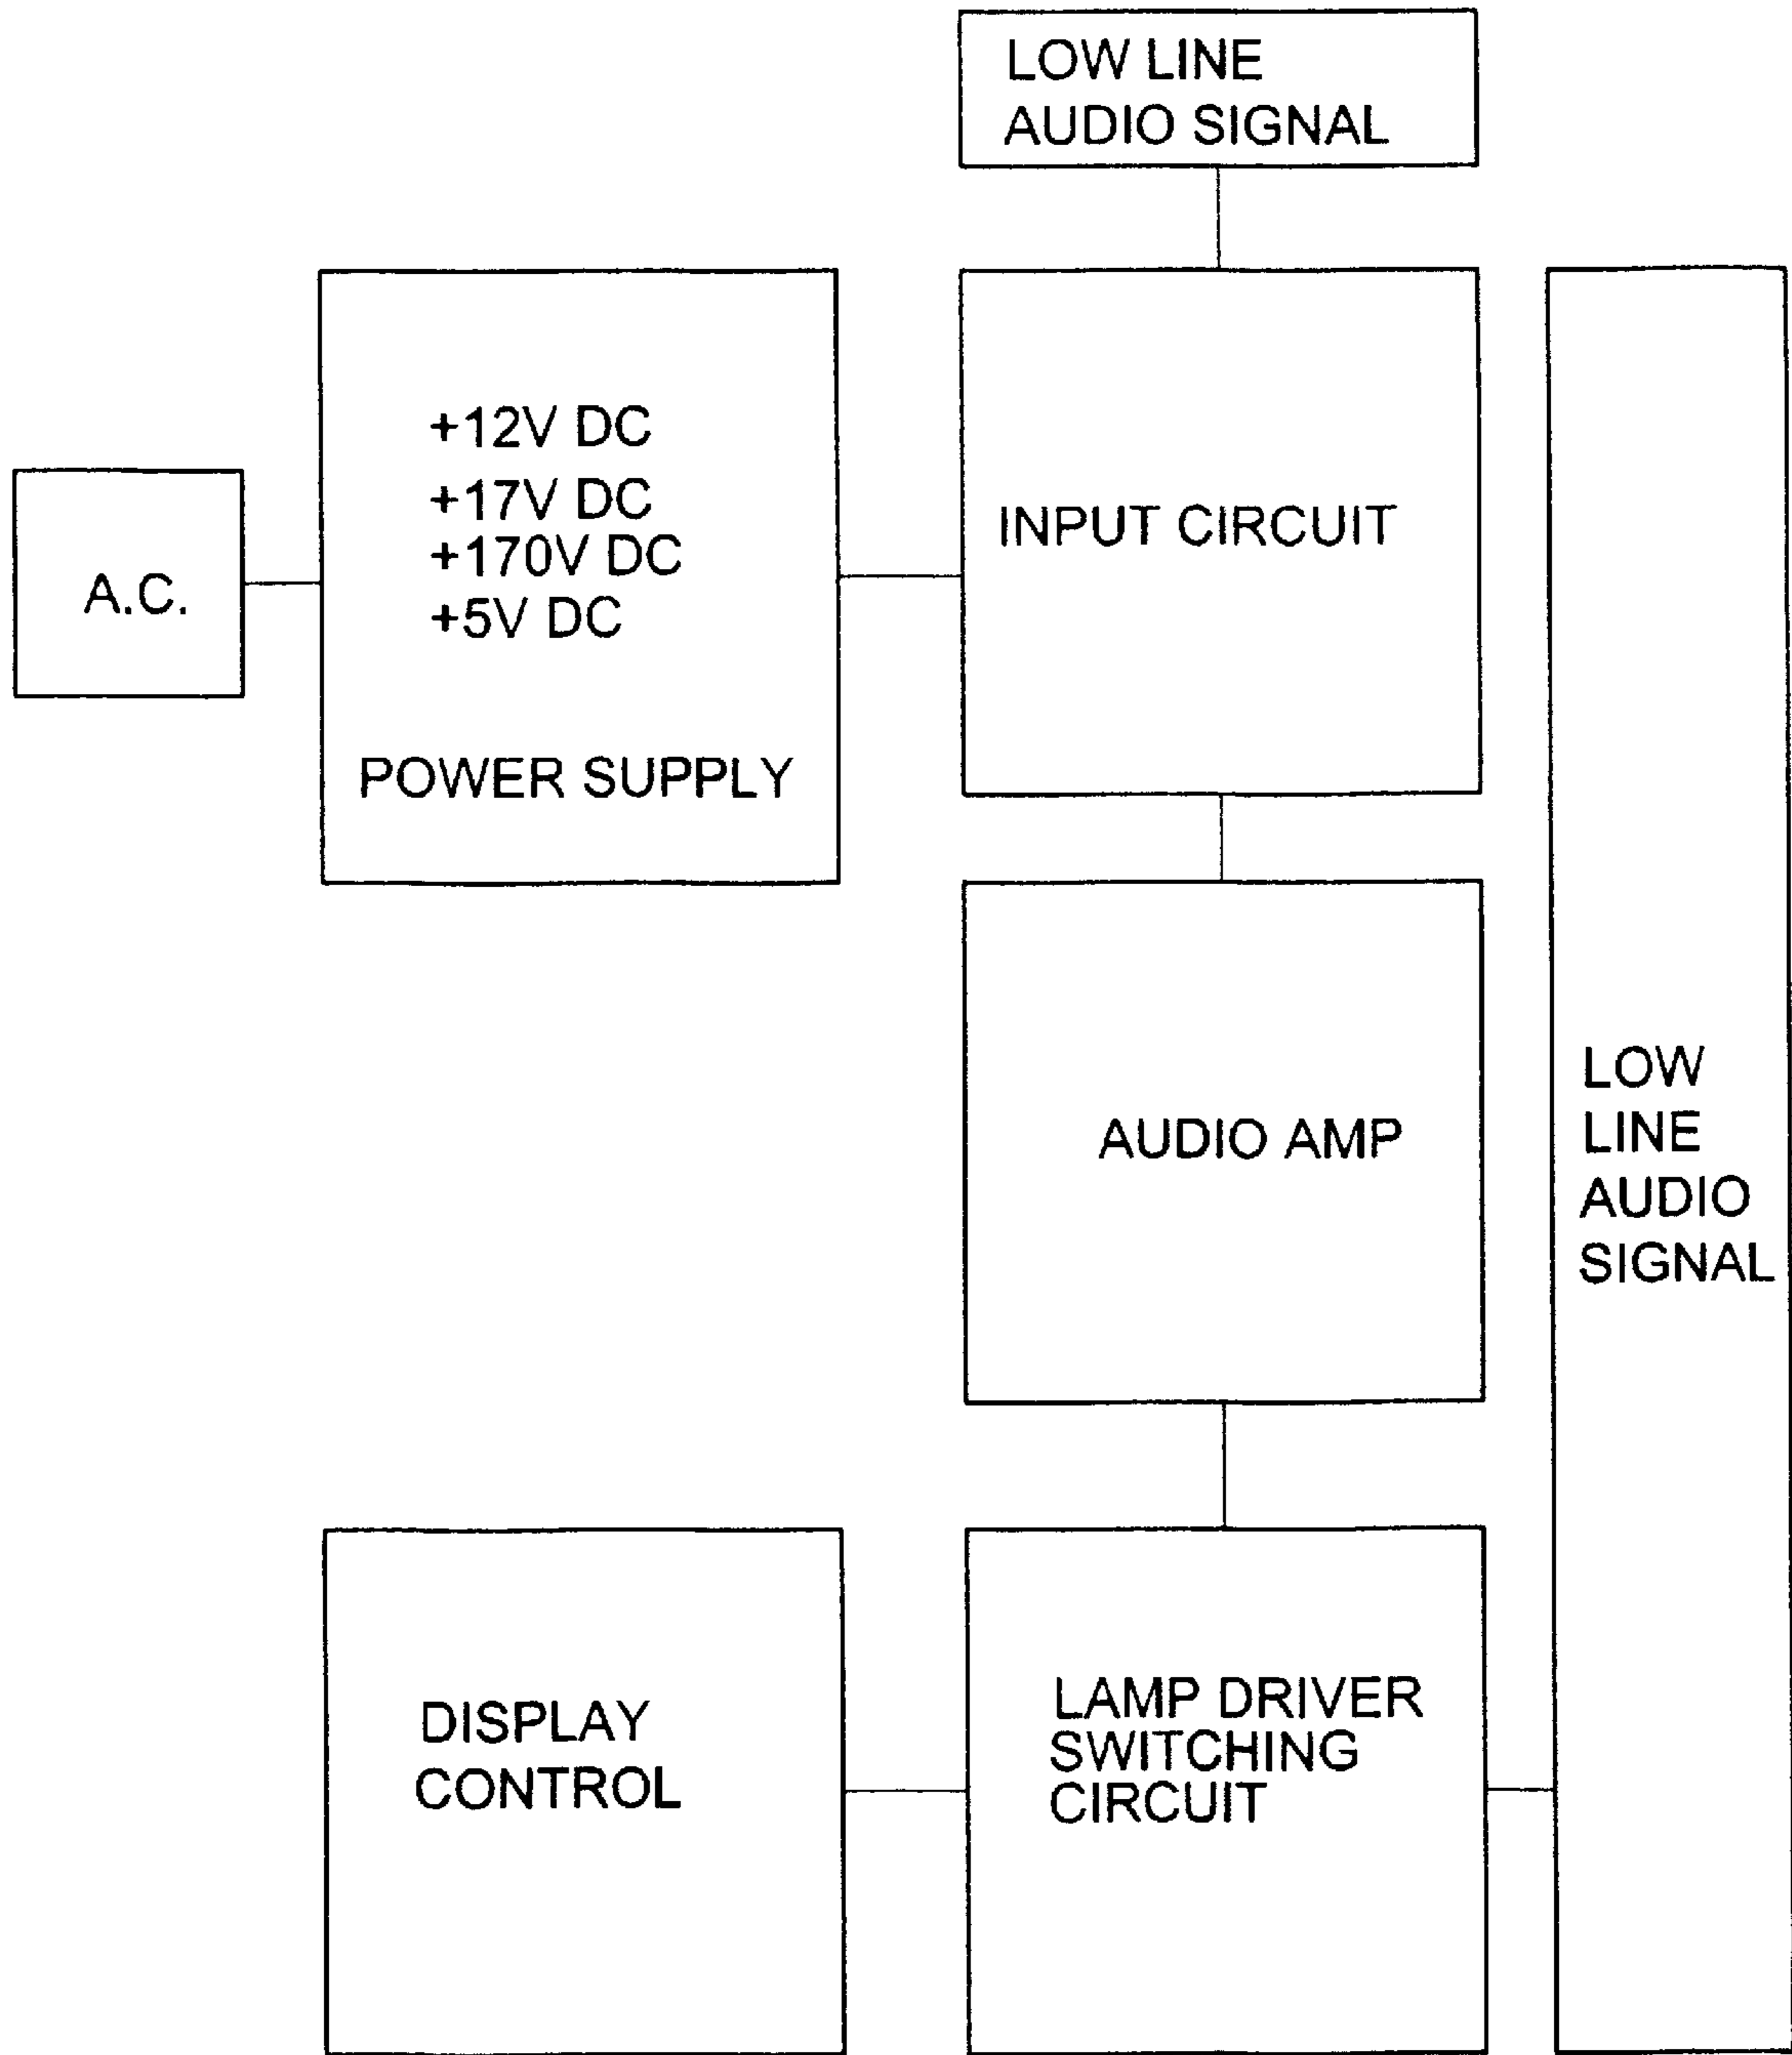 LOW LINE
AUDIO SIGNAL
+12V DC
+17V DC
+170V DC
+5V DC
POWER SUPPLY
A.C.
INPUT CIRCUIT
AUDIO AMP
LOW
LINE
AUDIO
SIGNAL
DISPLAY
CONTROL
LAMP DRIVER
SWITCHING
CIRCUIT